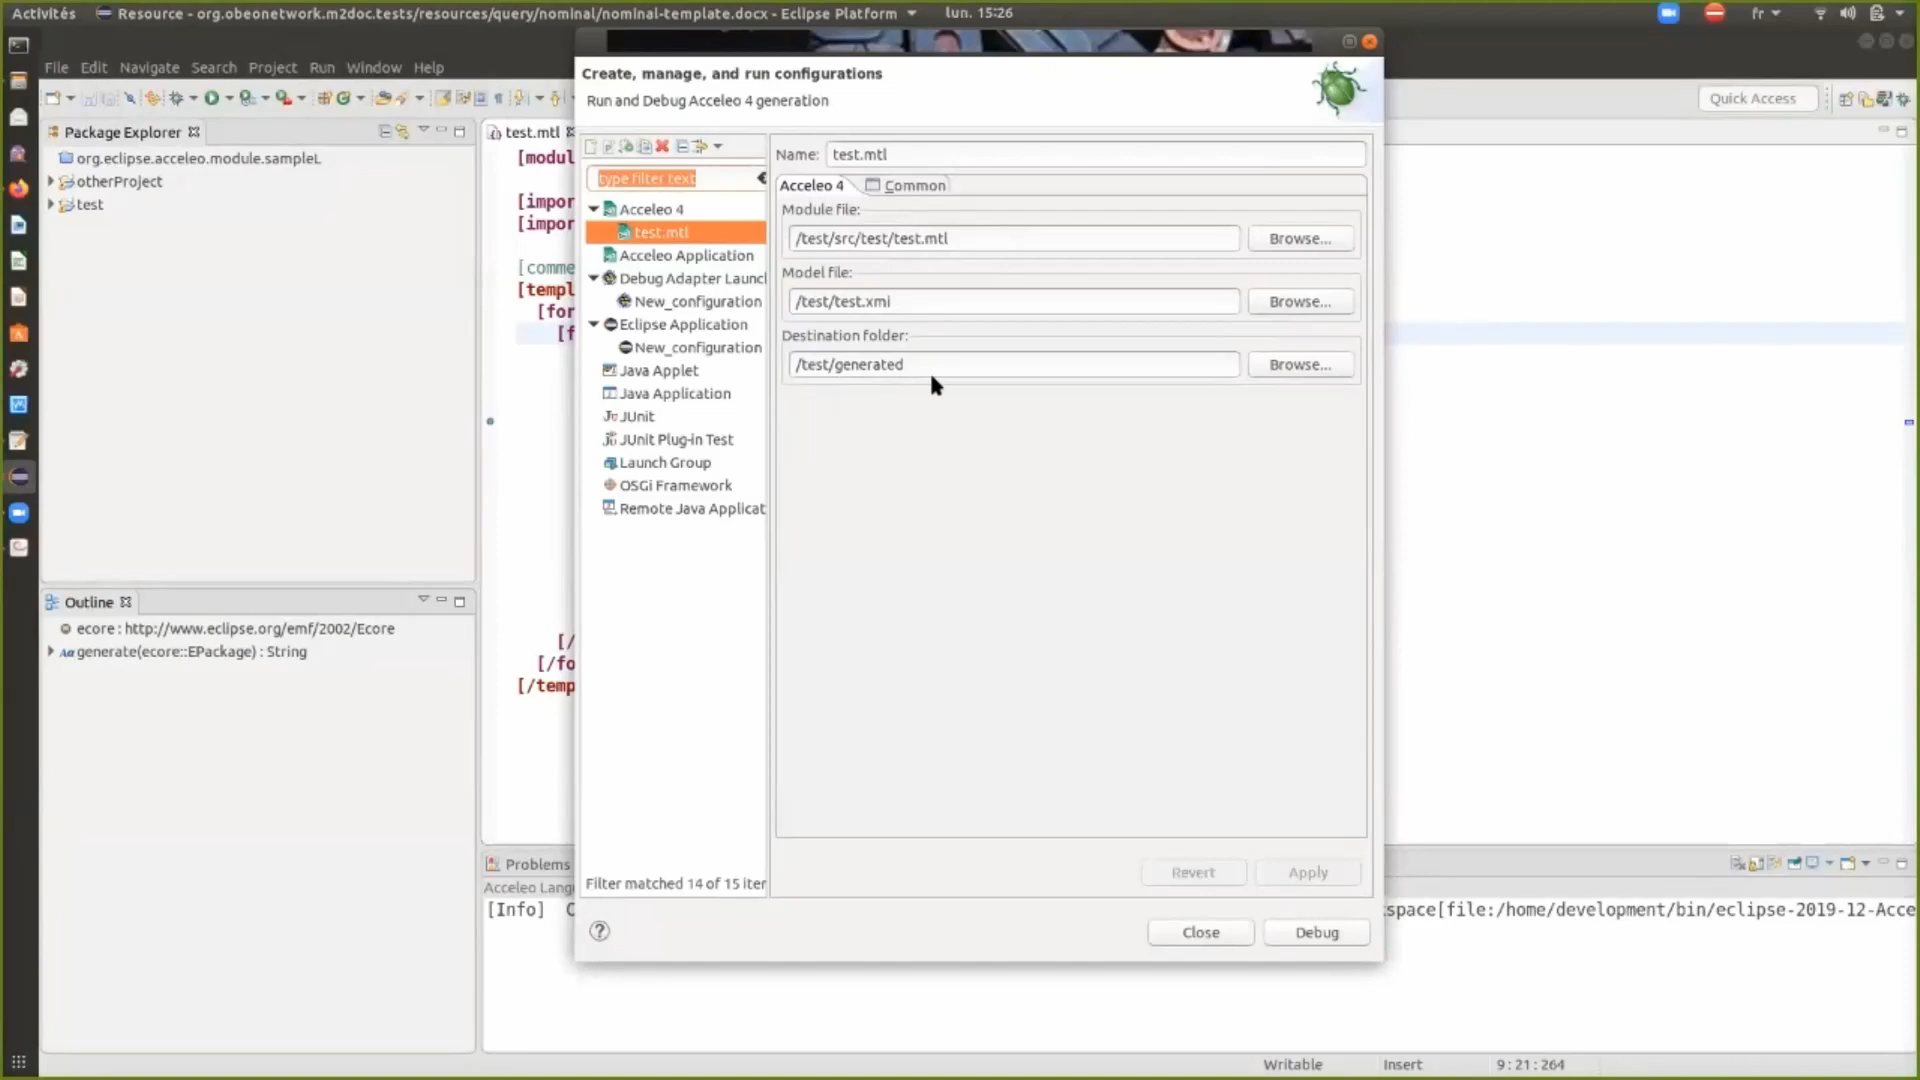 Activités
Resource - org.obeonetwork.m2doc.tests/resources/query/nominal/nominal-template.docx - Eclipse Platform
lun. 15:26
fr
File Edit Navigate Search Project Run Window Help
Quick Access
Package Explorer
org.eclipse.acceleo.module.sampleL
otherProject
test
Outline
ecore : http://www.eclipse.org/emf/2002/Ecore
generate(ecore::EPackage) : String
test.mtl
[modul
[impor
[impor
[comme
[templ
[for
[f
[/
[/fo
[/temp
Create, manage, and run configurations
Run and Debug Acceleo 4 generation
type filter text
Acceleo 4
test.mtl
Acceleo Application
Debug Adapter Launch
New_configuration
Eclipse Application
New_configuration
Java Applet
Java Application
JUnit
JUnit Plug-in Test
Launch Group
OSGi Framework
Remote Java Applicat
Filter matched 14 of 15 iter
Name: test.mtl
Acceleo 4
Common
Module file:
/test/src/test/test.mtl
Browse...
Model file:
/test/test.xmi
Browse...
Destination folder:
/test/generated
Browse...
Revert
Apply
Close
Debug
Problems
Acceleo Lang
[Info]
space[file:/home/development/bin/eclipse-2019-12-Acce
Writable
Insert
9:21:264